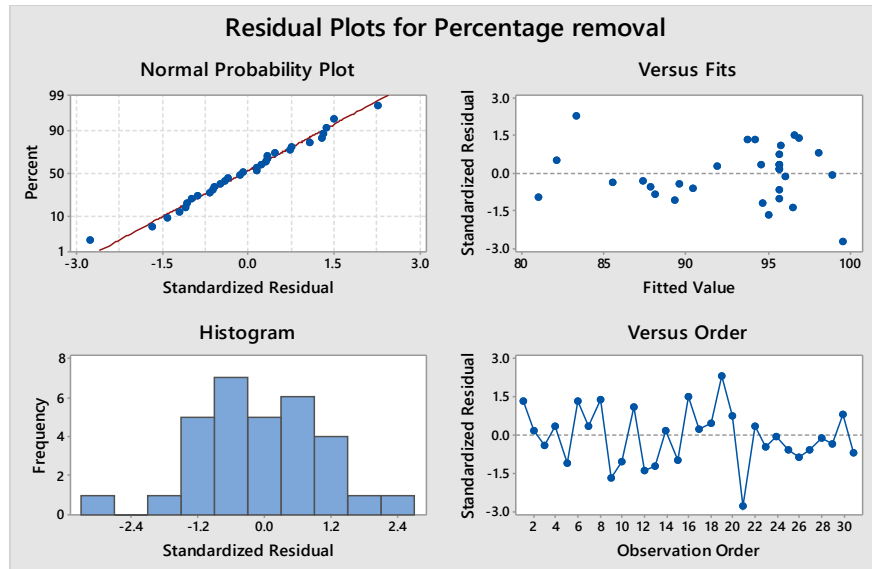 Residual Plots for Percentage removal
Normal Probability Plot
99
90
50
10
1
Percent
-3.0 -1.5 0.0 1.5 3.0
Standardized Residual
Versus Fits
3.0
1.5
0.0
-1.5
-3.0
Standardized Residual
80 85 90 95 100
Fitted Value
Histogram
8
6
4
2
0
Frequency
-2.4 -1.2 0.0 1.2 2.4
Standardized Residual
Versus Order
3.0
1.5
0.0
-1.5
-3.0
Standardized Residual
2 4 6 8 10 12 14 16 18 20 22 24 26 28 30
Observation Order